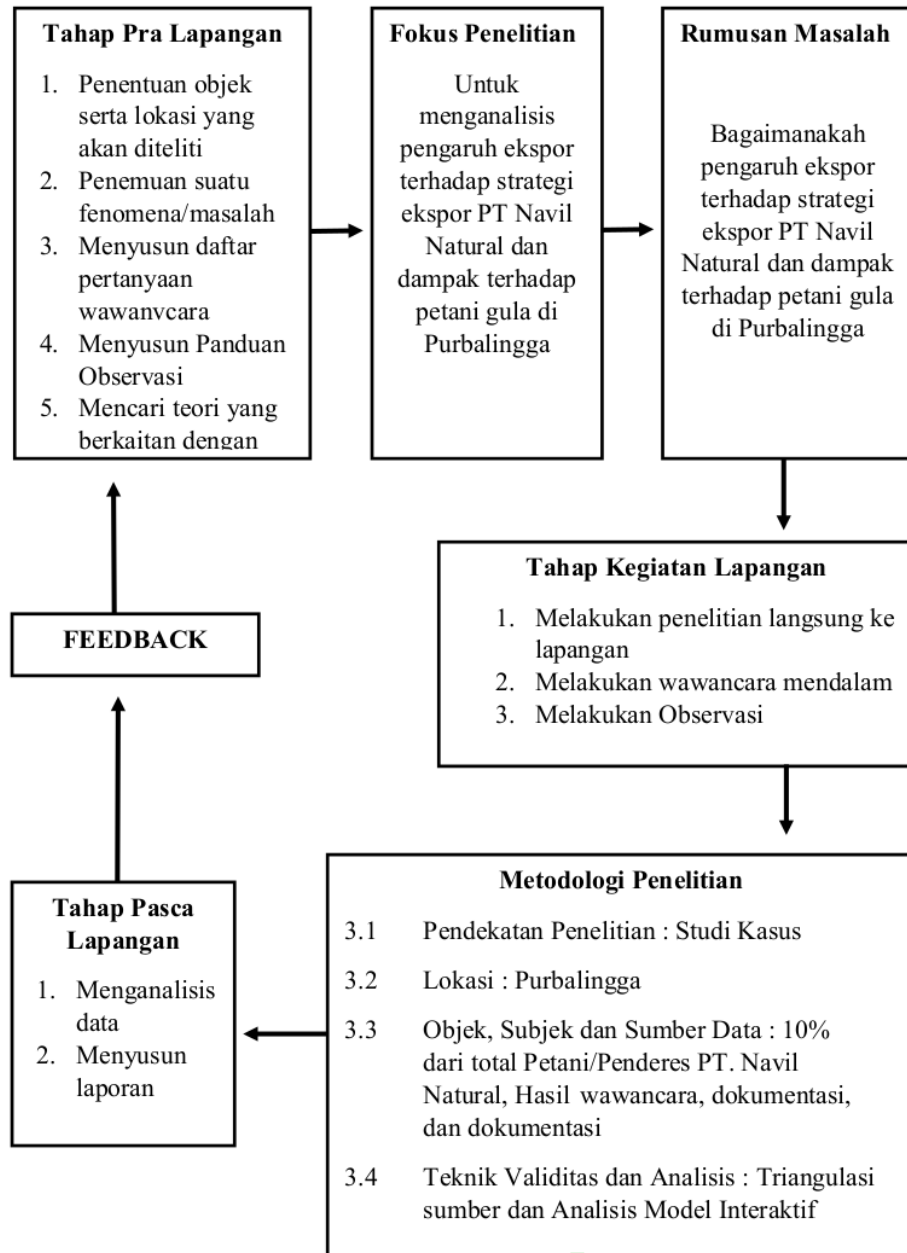 Tahap Pra Lapangan
1. Penentuan objek
serta lokasi yang
akan diteliti
2. Penemuan suatu
fenomena/masalah
3. Menyusun daftar
pertanyaan
wawanvcara
4. Menyusun Panduan
Observasi
5. Mencari teori yang
berkaitan dengan
Fokus Penelitian
Untuk
menganalisis
pengaruh ekspor
terhadap strategi
ekspor PT Navil
Natural dan
dampak terhadap
petani gula di
Purbalingga
Rumusan Masalah
Bagaimanakah
pengaruh ekspor
terhadap strategi
ekspor PT Navil
Natural dan dampak
terhadap petani gula
di Purbalingga
Tahap Kegiatan Lapangan
1. Melakukan penelitian langsung ke
lapangan
2. Melakukan wawancara mendalam
3. Melakukan Observasi
Metodologi Penelitian
3.1 Pendekatan Penelitian : Studi Kasus
3.2 Lokasi : Purbalingga
3.3 Objek, Subjek dan Sumber Data : 10%
dari total Petani/Penderes PT. Navil
Natural, Hasil wawancara, dokumentasi,
dan dokumentasi
3.4 Teknik Validitas dan Analisis : Triangulasi
sumber dan Analisis Model Interaktif
Tahap Pasca
Lapangan
1. Menganalisis
data
2. Menyusun
laporan
FEEDBACK